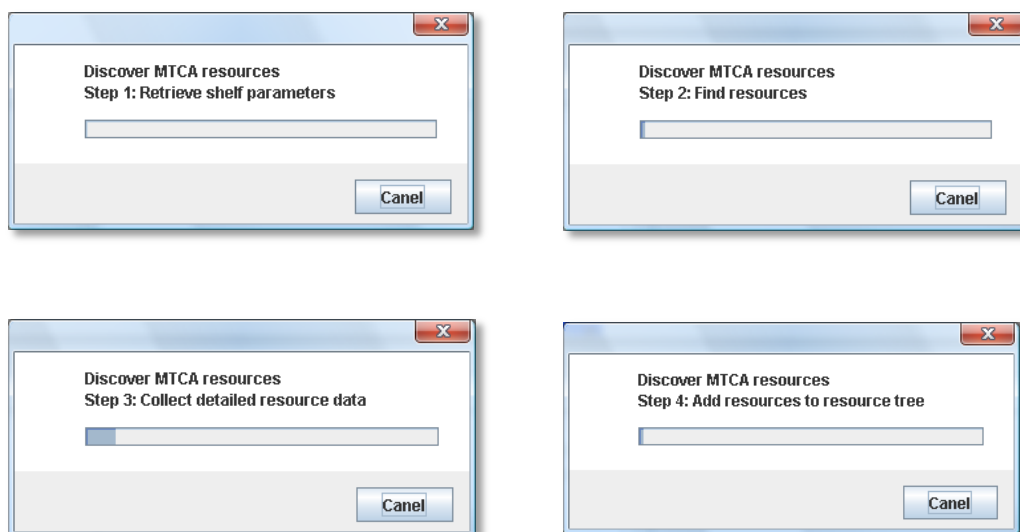 Discover MTCA resources
Step 1: Retrieve shelf parameters
Canel
Discover MTCA resources
Step 2: Find resources
Canel
Discover MTCA resources
Step 3: Collect detailed resource data
Canel
Discover MTCA resources
Step 4: Add resources to resource tree
Canel